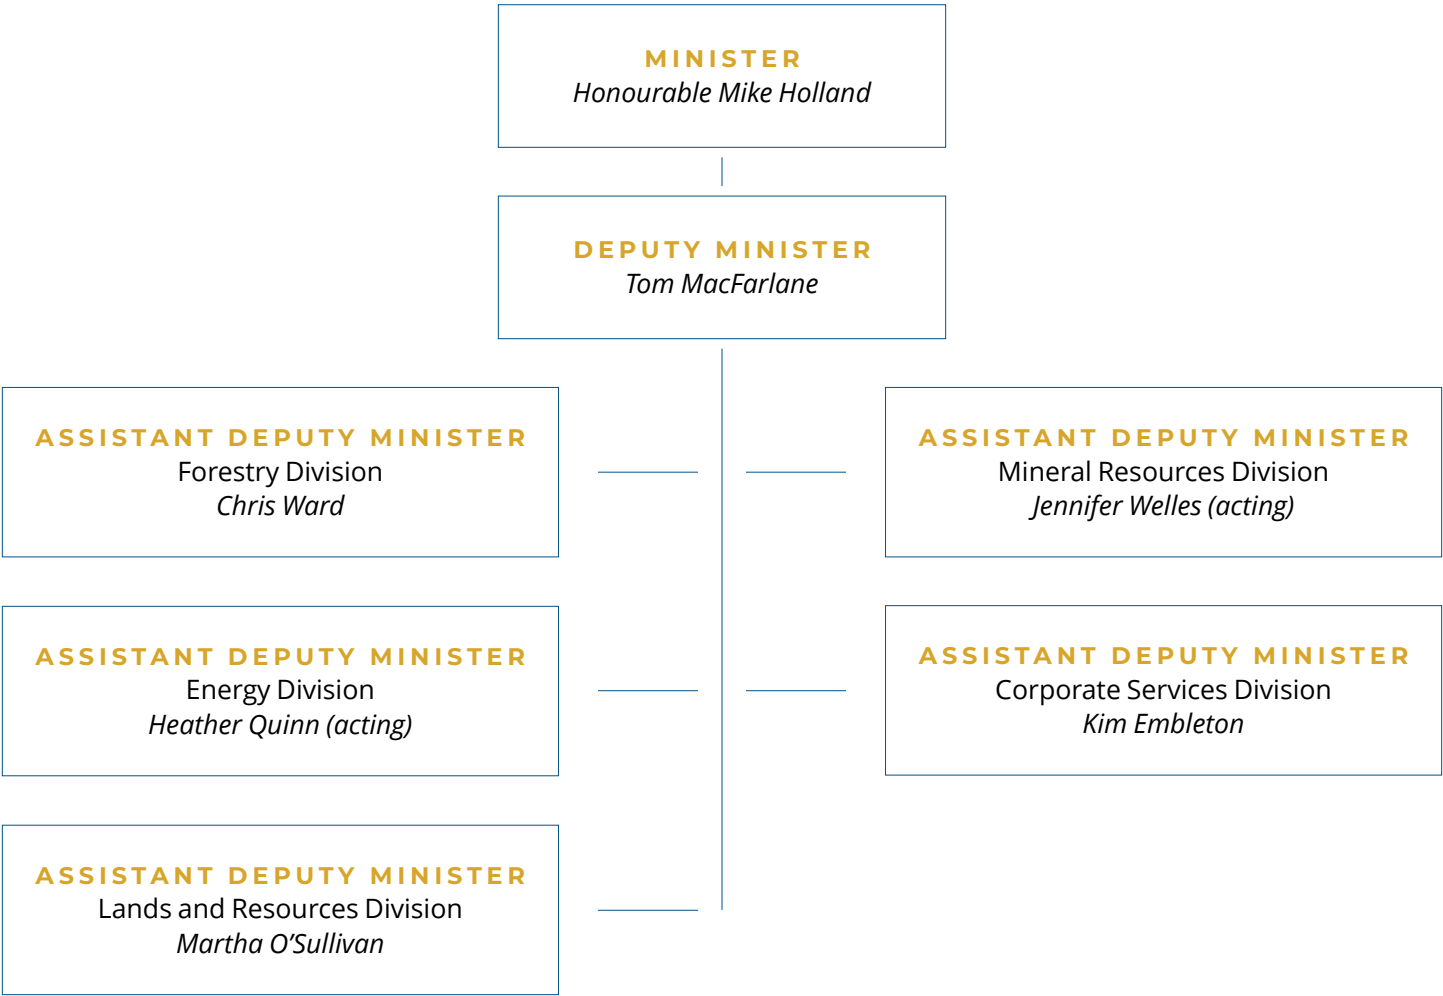 MINISTER
Honourable Mike Holland
DEPUTY MINISTER
Tom MacFarlane
ASSISTANT DEPUTY MINISTER
Forestry Division
Chris Ward
ASSISTANT DEPUTY MINISTER
Mineral Resources Division
Jennifer Welles (acting)
ASSISTANT DEPUTY MINISTER
Energy Division
Heather Quinn (acting)
ASSISTANT DEPUTY MINISTER
Corporate Services Division
Kim Embleton
ASSISTANT DEPUTY MINISTER
Lands and Resources Division
Martha O’Sullivan